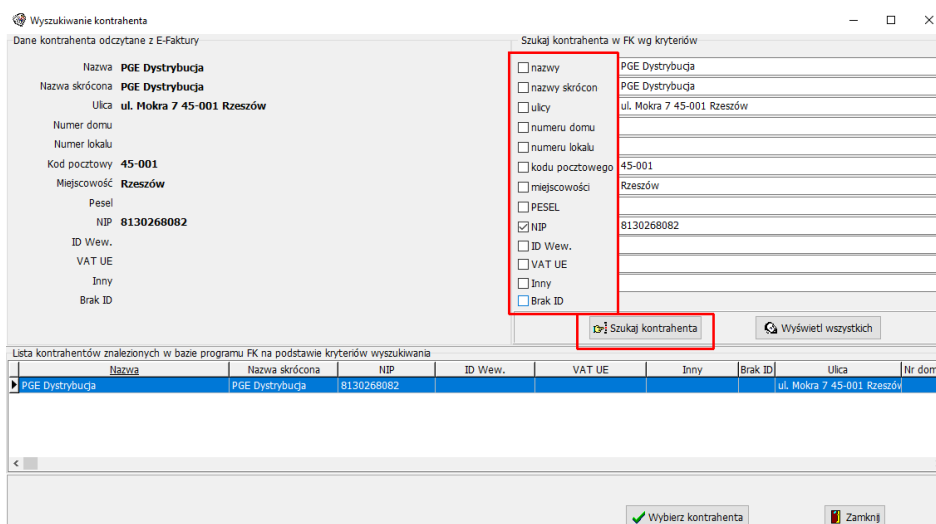 Wyszukiwanie kontrahenta
Dane kontrahenta odczytane z E-Faktury
Nazwa PGE Dystrybucja
Nazwa skrócona PGE Dystrybucja
Ulica ul. Mokra 7 45-001 Rzeszów
Numer domu
Numer lokalu
Kod pocztowy 45-001
Miejscowość Rzeszów
Pesel
NIP 8130268082
ID Wew.
VAT UE
Inny
Brak ID
Szukaj kontrahenta w FK wg kryteriów
nazwy PGE Dystrybucja
nazwy skrócon PGE Dystrybucja
ulicy ul. Mokra 7 45-001 Rzeszów
numeru domu
numeru lokalu
kodu pocztowego 45-001
miejscowości Rzeszów
PESEL
NIP 8130268082
ID Wew.
VAT UE
Inny
Brak ID
Szukaj kontrahenta Wyświetl wszystkich
Lista kontrahentów znalezionych w bazie programu FK na podstawie kryteriów wyszukiwania
Nazwa Nazwa skrócona NIP ID Wew. VAT UE Inny Brak ID Ulica Nr dom
PGE Dystrybucja PGE Dystrybucja 8130268082 ul. Mokra 7 45-001 Rzeszów
Wybierz kontrahenta Zamknij